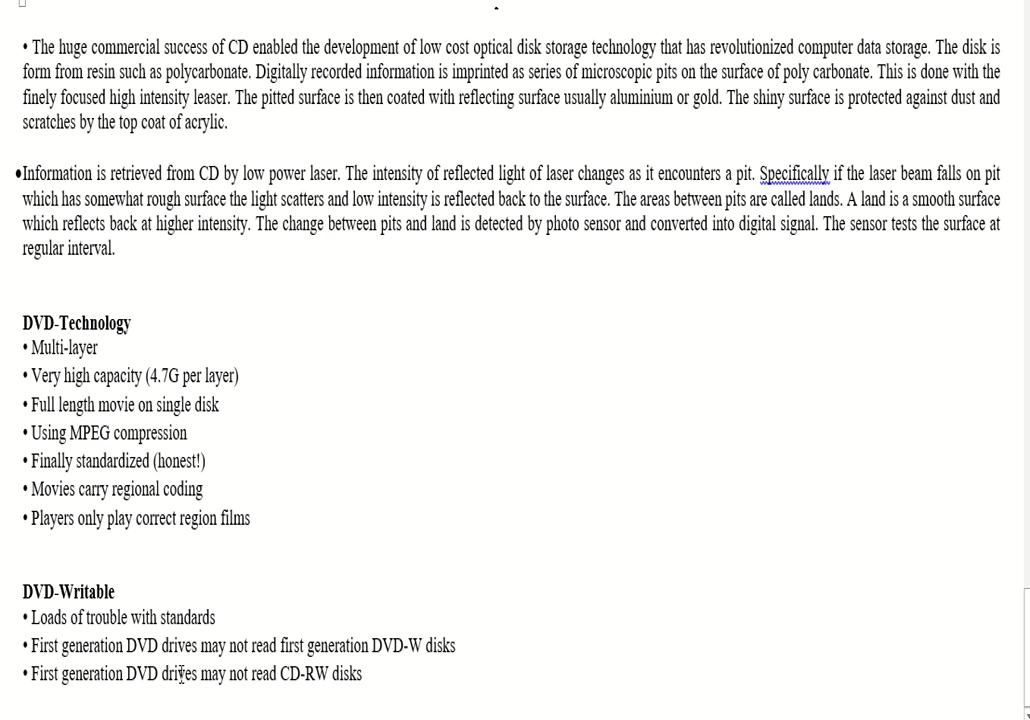 • The huge commercial success of CD enabled the development of low cost optical disk storage technology that has revolutionized computer data storage. The disk is
form from resin such as polycarbonate. Digitally recorded information is imprinted as series of microscopic pits on the surface of poly carbonate. This is done with the
finely focused high intensity leaser. The pitted surface is then coated with reflecting surface usually aluminium or gold. The shiny surface is protected against dust and
scratches by the top coat of acrylic.
•Information is retrieved from CD by low power laser. The intensity of reflected light of laser changes as it encounters a pit. Specifically if the laser beam falls on pit
which has somewhat rough surface the light scatters and low intensity is reflected back to the surface. The areas between pits are called lands. A land is a smooth surface
which reflects back at higher intensity. The change between pits and land is detected by photo sensor and converted into digital signal. The sensor tests the surface at
regular interval.
DVD-Technology
• Multi-layer
• Very high capacity (4.7G per layer)
• Full length movie on single disk
• Using MPEG compression
• Finally standardized (honest!)
• Movies carry regional coding
• Players only play correct region films
DVD-Writable
• Loads of trouble with standards
• First generation DVD drives may not read first generation DVD-W disks
• First generation DVD drives may not read CD-RW disks